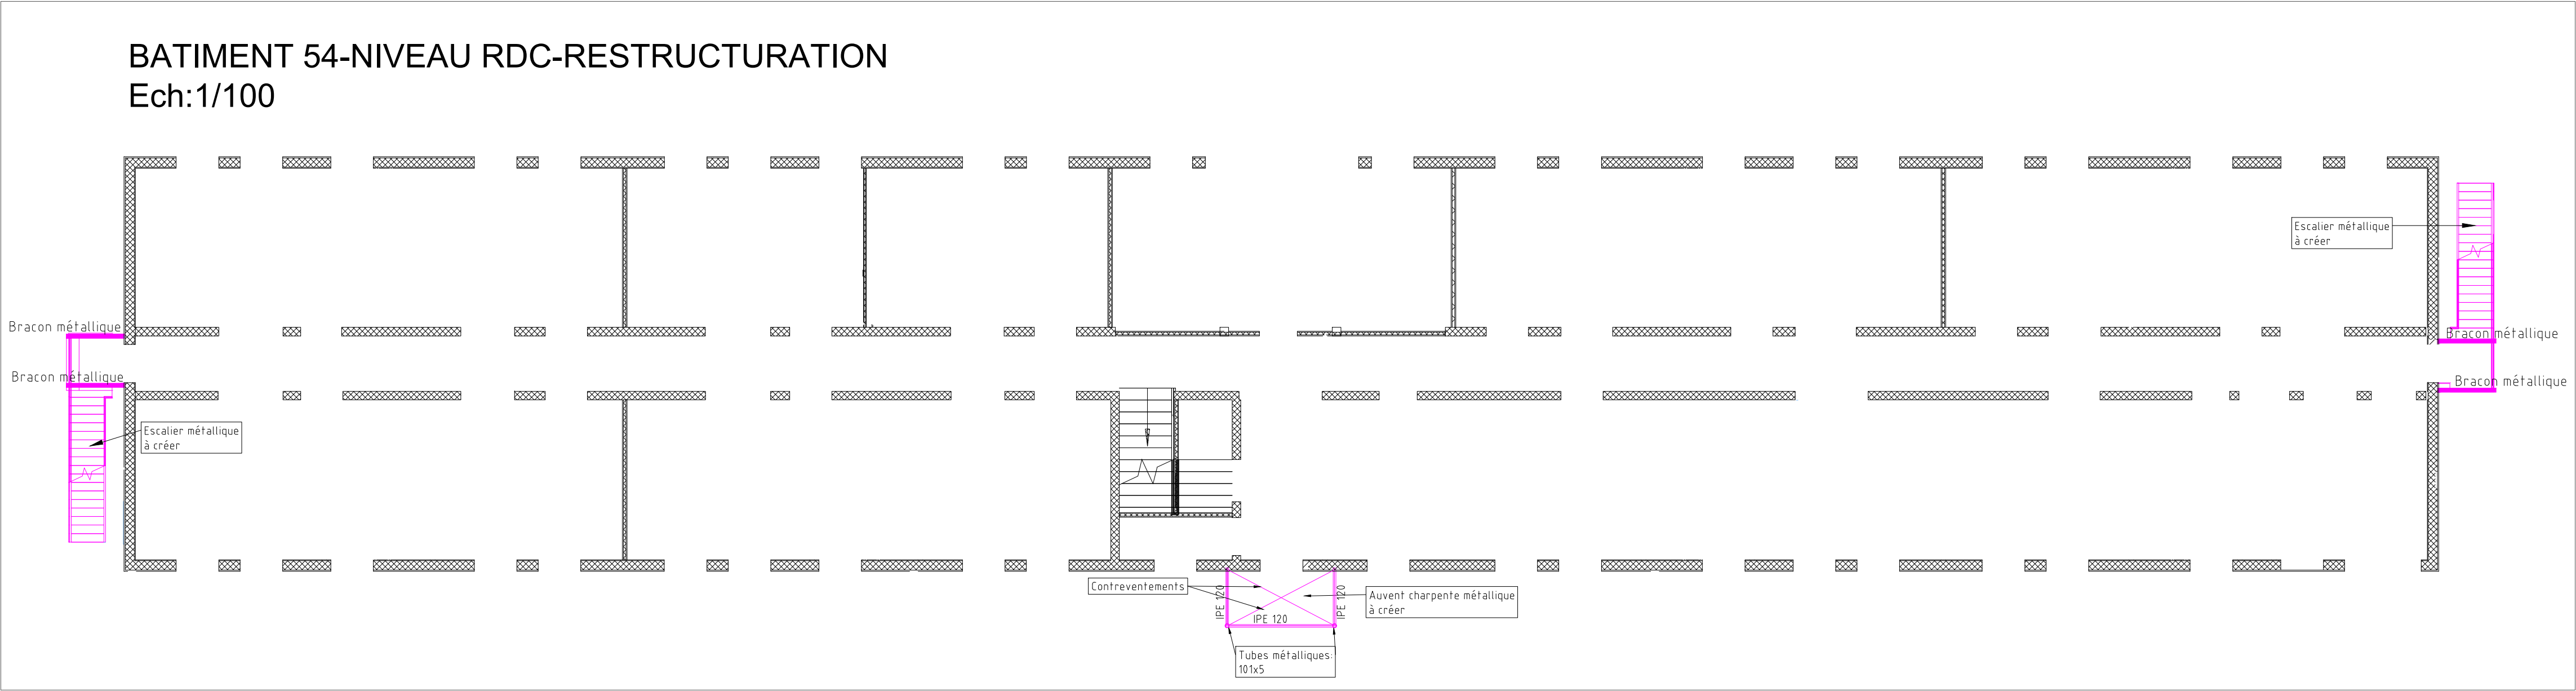 BATIMENT 54-NIVEAU RDC-RESTRUCTURATION
Ech:1/100
Escalier métallique
à créer
Bracon métallique
Bracon métallique
Bracon métallique
Bracon métallique
Escalier métallique
à créer
Contreventements
IPE 120
IPE 120
IPE 120
Auvent charpente métallique
à créer
Tubes métalliques:
101x5